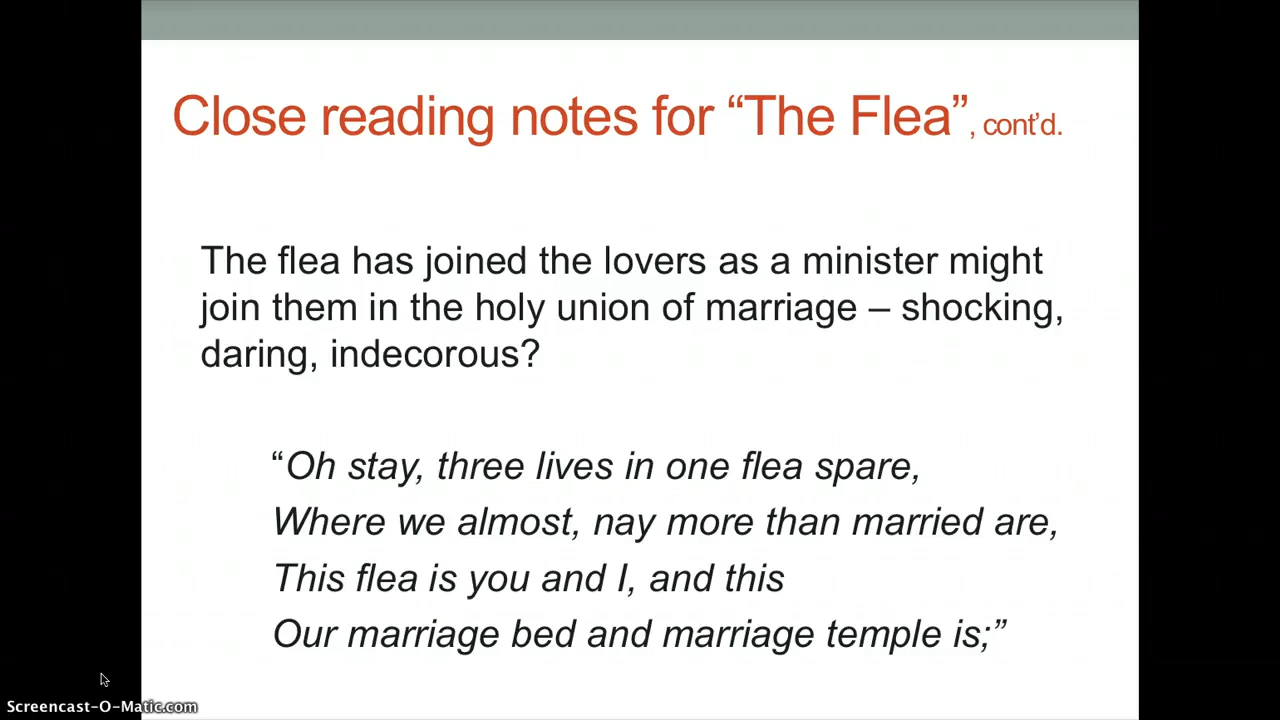 Close reading notes for “The Flea”, cont’d.
The flea has joined the lovers as a minister might
join them in the holy union of marriage – shocking,
daring, indecorous?
“Oh stay, three lives in one flea spare,
Where we almost, nay more than married are,
This flea is you and I, and this
Our marriage bed and marriage temple is;”
Screencast-O-Matic.com